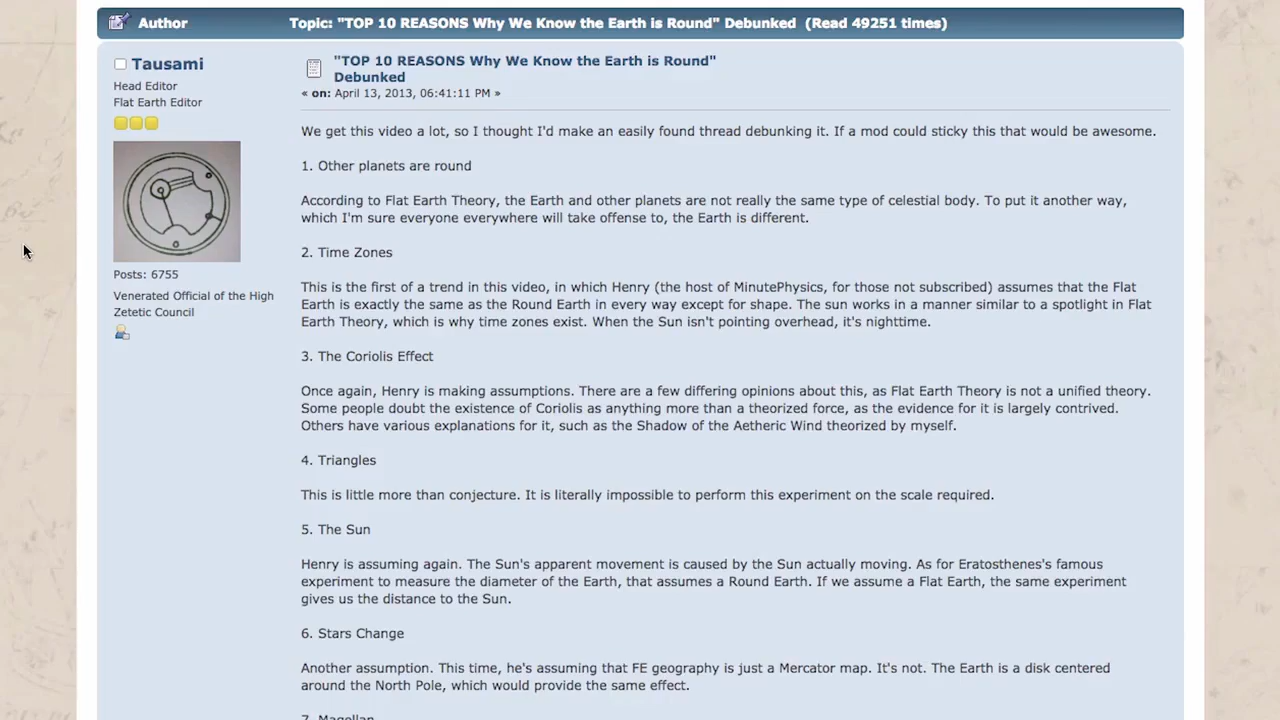 Author Topic: "TOP 10 REASONS Why We Know the Earth is Round" Debunked (Read 49251 times)
Tausami
Head Editor
Flat Earth Editor
Posts: 6755
Venerated Official of the High
Zetetic Council
"TOP 10 REASONS Why We Know the Earth is Round"
Debunked
« on: April 13, 2013, 06:41:11 PM »
We get this video a lot, so I thought I'd make an easily found thread debunking it. If a mod could sticky this that would be awesome.
1. Other planets are round
According to Flat Earth Theory, the Earth and other planets are not really the same type of celestial body. To put it another way,
which I'm sure everyone everywhere will take offense to, the Earth is different.
2. Time Zones
This is the first of a trend in this video, in which Henry (the host of MinutePhysics, for those not subscribed) assumes that the Flat
Earth is exactly the same as the Round Earth in every way except for shape. The sun works in a manner similar to a spotlight in Flat
Earth Theory, which is why time zones exist. When the Sun isn't pointing overhead, it's nighttime.
3. The Coriolis Effect
Once again, Henry is making assumptions. There are a few differing opinions about this, as Flat Earth Theory is not a unified theory.
Some people doubt the existence of Coriolis as anything more than a theorized force, as the evidence for it is largely contrived.
Others have various explanations for it, such as the Shadow of the Aetheric Wind theorized by myself.
4. Triangles
This is little more than conjecture. It is literally impossible to perform this experiment on the scale required.
5. The Sun
Henry is assuming again. The Sun's apparent movement is caused by the Sun actually moving. As for Eratosthenes's famous
experiment to measure the diameter of the Earth, that assumes a Round Earth. If we assume a Flat Earth, the same experiment
gives us the distance to the Sun.
6. Stars Change
Another assumption. This time, he's assuming that FE geography is just a Mercator map. It's not. The Earth is a disk centered
around the North Pole, which would provide the same effect.
7. Magellan